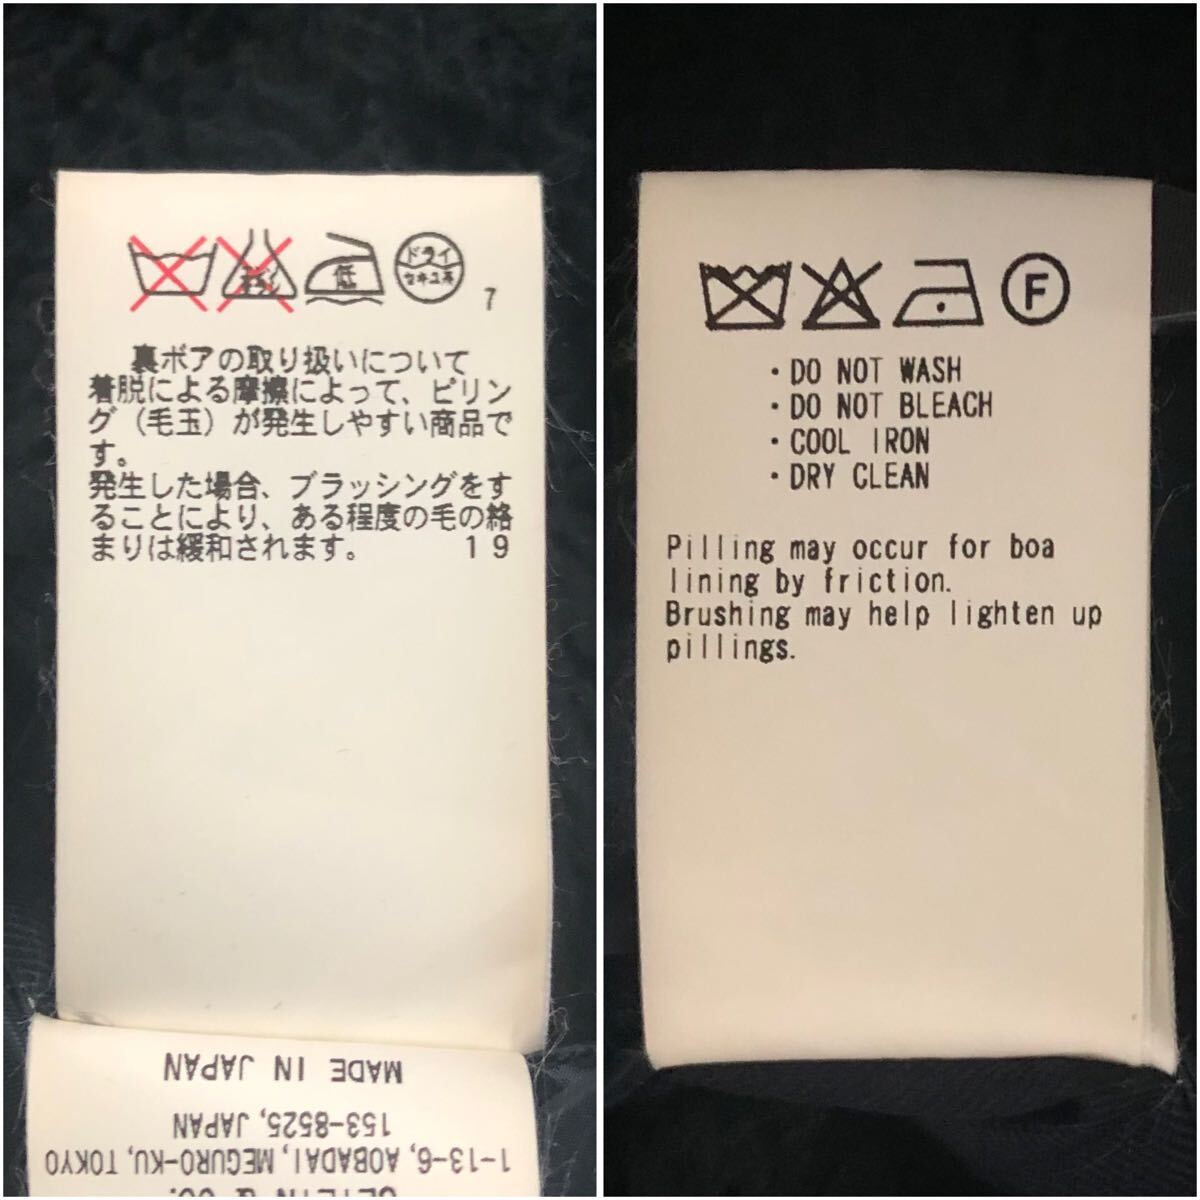 エンソ
低
ドライ
セキユ系
7
裏ボアの取り扱いについて
着脱による摩擦によって、ピリン
グ（毛玉）が発生しやすい商品で
す。
発生した場合、ブラッシングをす
ることにより、ある程度の毛の絡
まりは緩和されます。 19
MADE IN JAPAN
153-8525, JAPAN
1-13-6, AOBADAI, MEGURO-KU, TOKYO
F
・DO NOT WASH
・DO NOT BLEACH
・COOL IRON
・DRY CLEAN
Pilling may occur for boa
lining by friction.
Brushing may help lighten up
pillings.